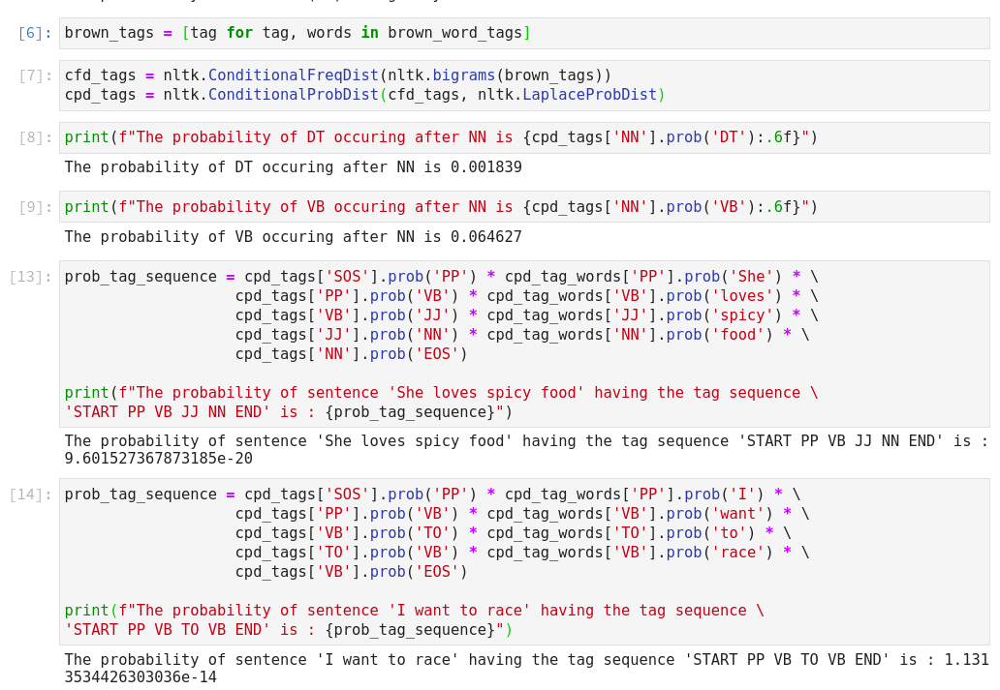 [6]: brown_tags = [tag for tag, words in brown_word_tags]
[7]: cfd_tags = nltk.ConditionalFreqDist(nltk.bigrams(brown_tags))
cpd_tags = nltk.ConditionalProbDist(cfd_tags, nltk.LaplaceProbDist)
[8]: print(f"The probability of DT occuring after NN is {cpd_tags['NN'].prob('DT'):.6f}")
The probability of DT occuring after NN is 0.001839
[9]: print(f"The probability of VB occuring after NN is {cpd_tags['NN'].prob('VB'):.6f}")
The probability of VB occuring after NN is 0.064627
[13]: prob_tag_sequence = cpd_tags['SOS'].prob('PP') * cpd_tag_words['PP'].prob('She') * \
cpd_tags['PP'].prob('VB') * cpd_tag_words['VB'].prob('loves') * \
cpd_tags['VB'].prob('JJ') * cpd_tag_words['JJ'].prob('spicy') * \
cpd_tags['JJ'].prob('NN') * cpd_tag_words['NN'].prob('food') * \
cpd_tags['NN'].prob('EOS')
print(f"The probability of sentence 'She loves spicy food' having the tag sequence \
'START PP VB JJ NN END' is : {prob_tag_sequence}")
The probability of sentence 'She loves spicy food' having the tag sequence 'START PP VB JJ NN END' is :
9.601527367873185e-20
[14]: prob_tag_sequence = cpd_tags['SOS'].prob('PP') * cpd_tag_words['PP'].prob('I') * \
cpd_tags['PP'].prob('VB') * cpd_tag_words['VB'].prob('want') * \
cpd_tags['VB'].prob('TO') * cpd_tag_words['TO'].prob('to') * \
cpd_tags['TO'].prob('VB') * cpd_tag_words['VB'].prob('race') * \
cpd_tags['VB'].prob('EOS')
print(f"The probability of sentence 'I want to race' having the tag sequence \
'START PP VB TO VB END' is : {prob_tag_sequence}")
The probability of sentence 'I want to race' having the tag sequence 'START PP VB TO VB END' is : 1.131
3534426303036e-14